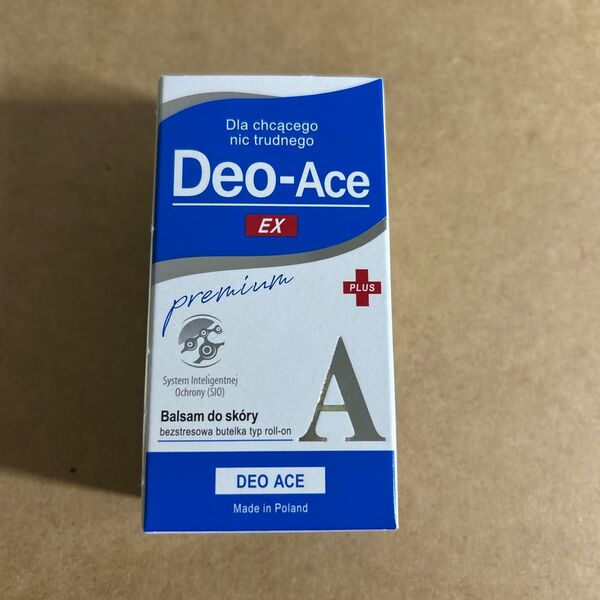 Dla chcącego
nic trudnego
Deo-Ace
EX
premium
PLUS
System Inteligentnej
Ochrony (SIO)
A
Balsam do skóry
bezstresowa butelka typ roll-on
DEO ACE
Made in Poland